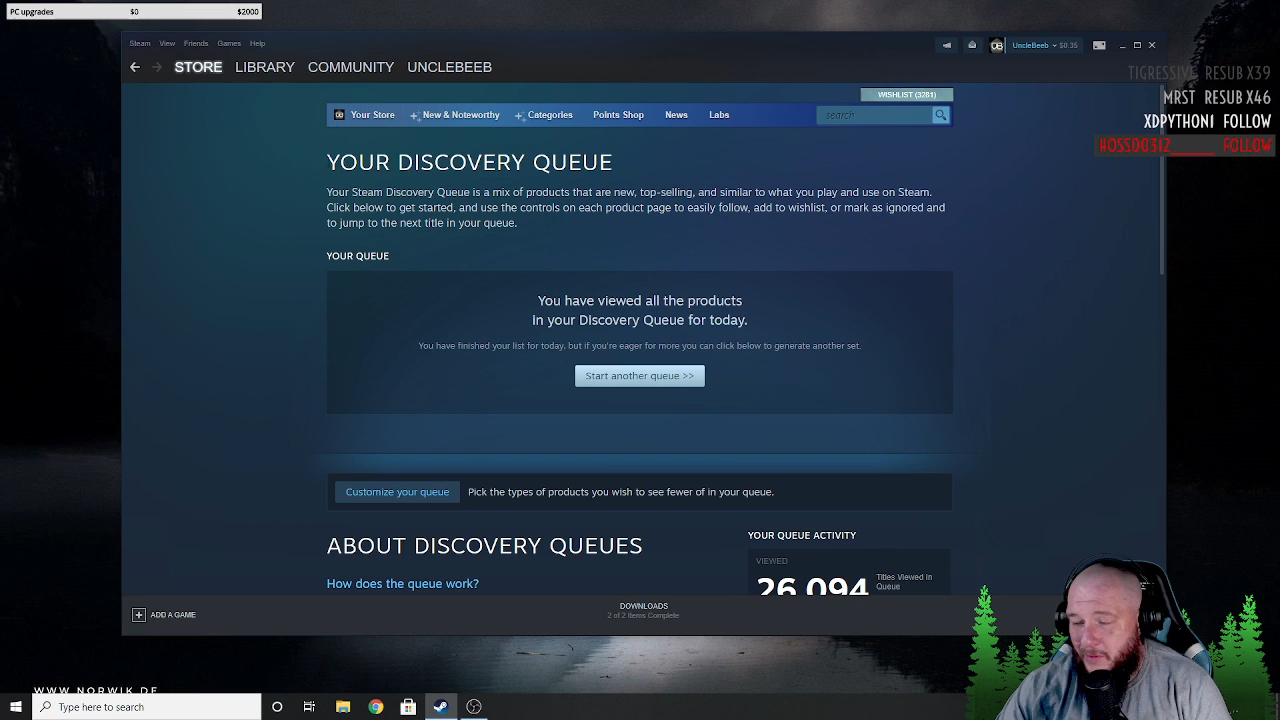 PC upgrades $0 $2000
Steam View Friends Games Help
UncleBeeb $0.35
STORE LIBRARY COMMUNITY UNCLEBEEB
TIGRESSIVE RESUB X39
MRST RESUB X46
XDPYTHON1 FOLLOW
HOSS00312______ FOLLOW
WISHLIST (3281)
Your Store New & Noteworthy Categories Points Shop News Labs search
YOUR DISCOVERY QUEUE
Your Steam Discovery Queue is a mix of products that are new, top-selling, and similar to what you play and use on Steam.
Click below to get started, and use the controls on each product page to easily follow, add to wishlist, or mark as ignored and
to jump to the next title in your queue.
YOUR QUEUE
You have viewed all the products
in your Discovery Queue for today.
You have finished your list for today, but if you're eager for more you can click below to generate another set.
Start another queue >>
Customize your queue Pick the types of products you wish to see fewer of in your queue.
ABOUT DISCOVERY QUEUES
How does the queue work?
YOUR QUEUE ACTIVITY
VIEWED
26,094 Titles Viewed in
Queue
ADD A GAME
DOWNLOADS
2 of 2 Items Complete
WWW.NORWIK.DE
Type here to search